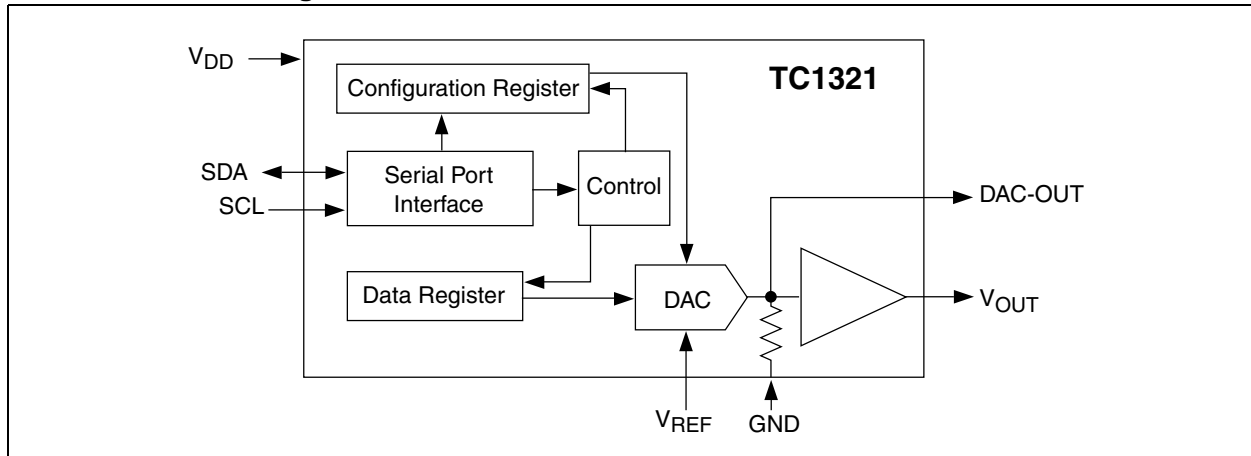 V_DD
TC1321
Configuration Register
SDA
SCL
Serial Port
Interface
Control
DAC-OUT
Data Register
DAC
V_OUT
V_REF
GND